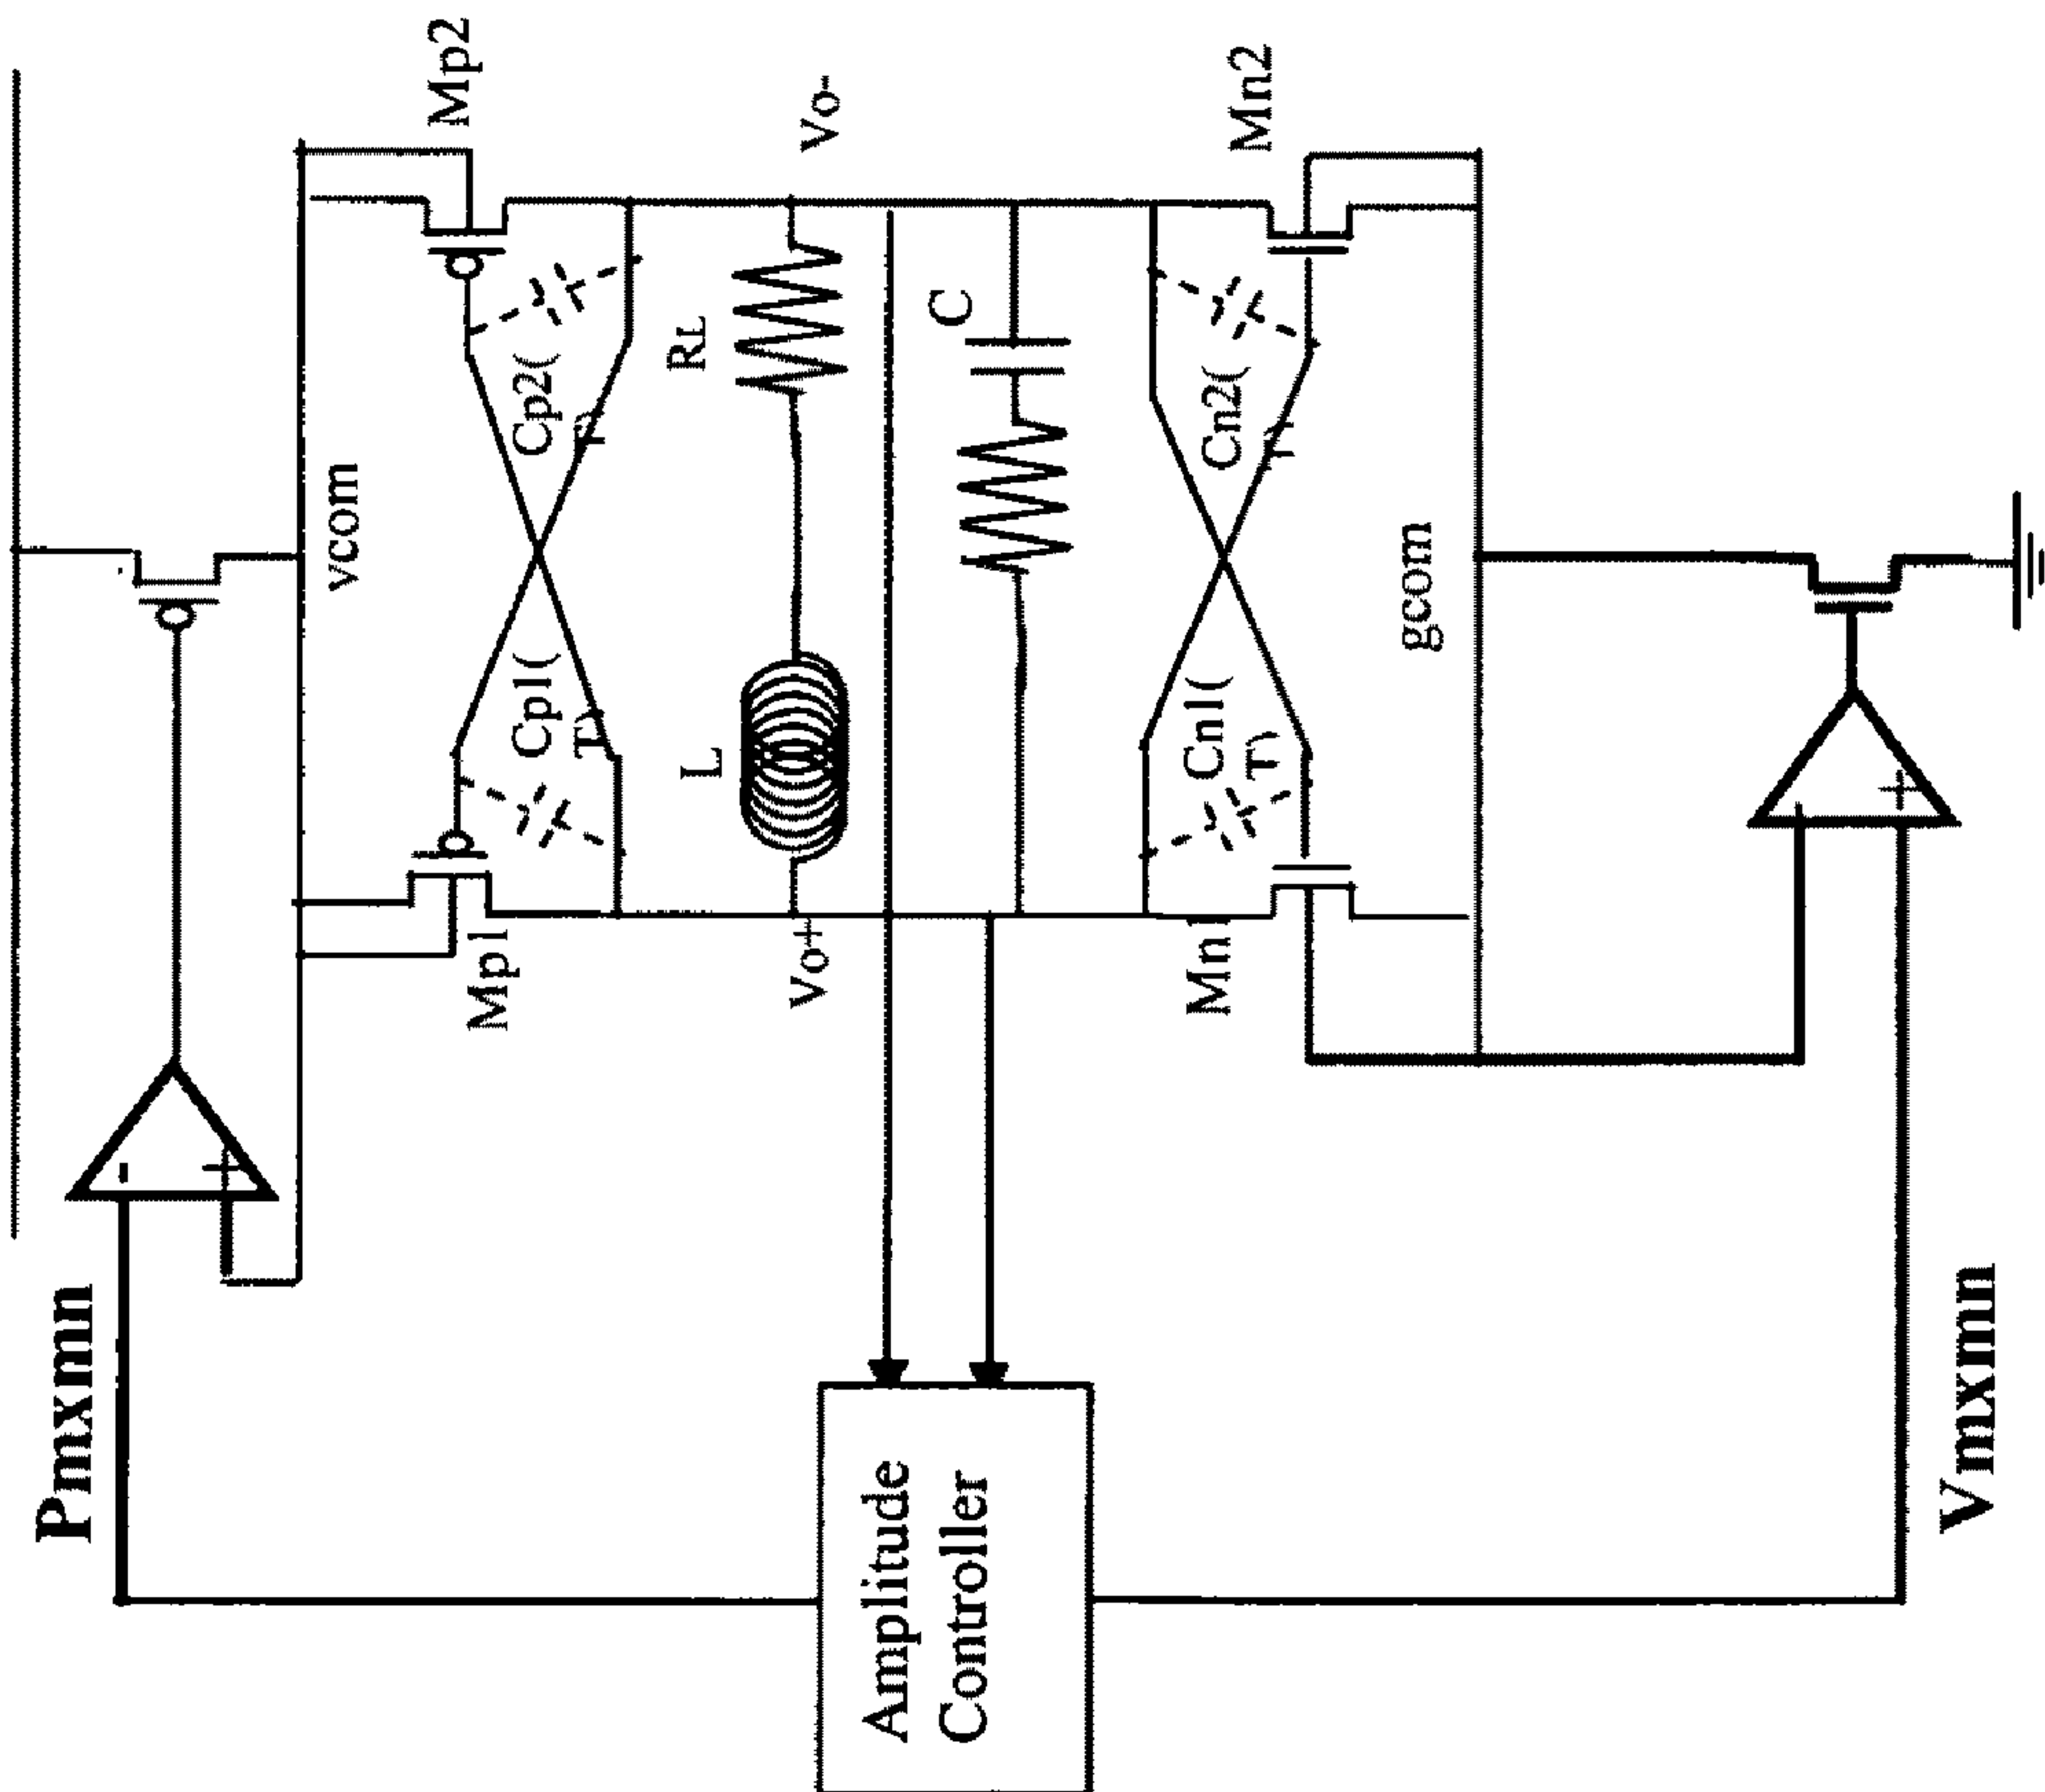 Pmxmn
-
+
vcom
Mp1
Mp2
Cp1(
T)
Cp2(
T)
L
RL
Vo+
Vo-
Amplitude
Controller
C
Mn1
Mn2
Cn1(
T)
Cn2(
T)
gcom
-
+
Vmxmn